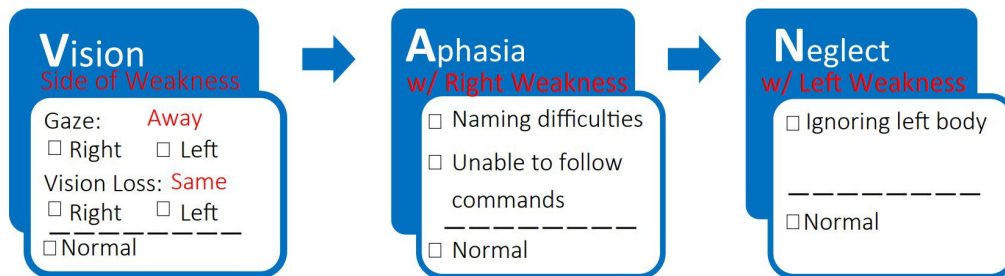 Vision
Side of Weakness
Gaze: Away
☐ Right ☐ Left
Vision Loss: Same
☐ Right ☐ Left
☐ Normal
Aphasia
w/ Right Weakness
☐ Naming difficulties
☐ Unable to follow
commands
☐ Normal
Neglect
w/ Left Weakness
☐ Ignoring left body
☐ Normal